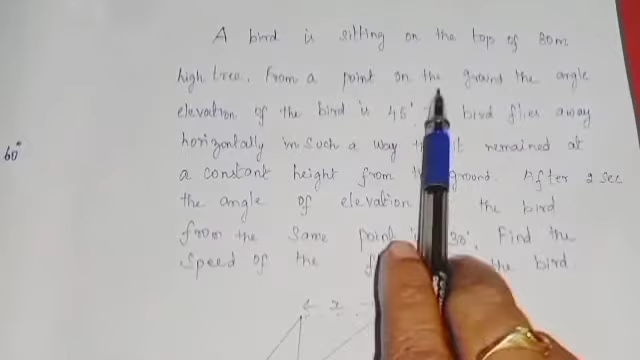 A bird is sitting on the top of 80m
high tree. From a point on the ground the angle
elevation of the bird is 45° bird flies away
60°
horizontally in such a way it remained at
a constant height from ground. After 2 sec
the angle of elevation the bird
from the same point 30°. Find the
speed of the the bird
x